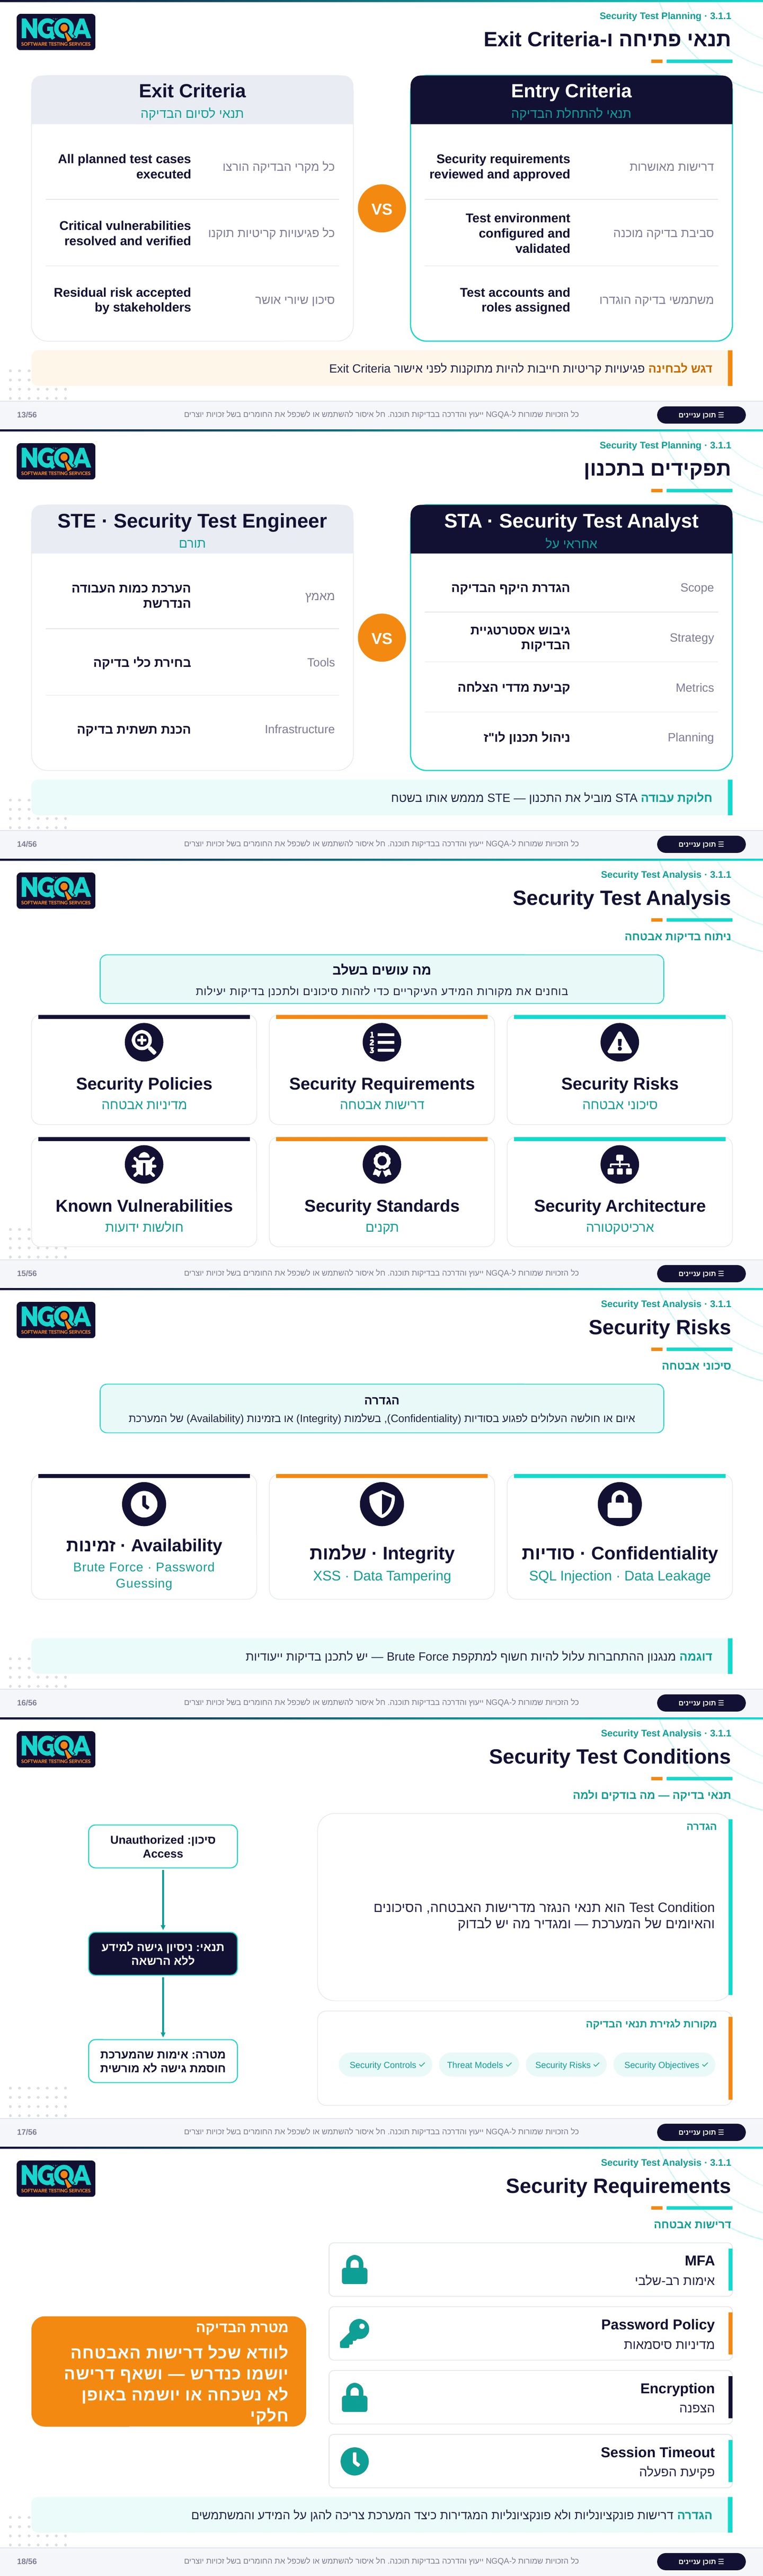 NGQA
SOFTWARE TESTING SERVICES
Security Test Planning · 3.1.1
תנאי פתיחה ו-Exit Criteria
Entry Criteria
תנאי להתחלת הבדיקה
דרישות מאושרות
Security requirements
reviewed and approved
סביבת בדיקה מוכנה
Test environment
configured and
validated
משתמשי בדיקה הוגדרו
Test accounts and
roles assigned
VS
Exit Criteria
תנאי לסיום הבדיקה
כל מקרי הבדיקה הורצו
All planned test cases
executed
כל פגיעויות קריטיות תוקנו
Critical vulnerabilities
resolved and verified
סיכון שיורי אושר
Residual risk accepted
by stakeholders
דגש לבחינה פגיעויות קריטיות חייבות להיות מתוקנות לפני אישור Exit Criteria
☰ תוכן עניינים
כל הזכויות שמורות ל-NGQA ייעוץ והדרכה בבדיקות תוכנה. חל איסור להשתמש או לשכפל את החומרים בשל זכויות יוצרים
13/56
NGQA
SOFTWARE TESTING SERVICES
Security Test Planning · 3.1.1
תפקידים בתכנון
STA · Security Test Analyst
אחראי על
Scope
הגדרת היקף הבדיקה
Strategy
גיבוש אסטרטגיית
הבדיקות
Metrics
קביעת מדדי הצלחה
Planning
ניהול תכנון לו"ז
VS
STE · Security Test Engineer
תורם
מאמץ
הערכת כמות העבודה
הנדרשת
Tools
בחירת כלי בדיקה
Infrastructure
הכנת תשתית בדיקה
חלוקת עבודה STA מוביל את התכנון — STE מממש אותו בשטח
☰ תוכן עניינים
כל הזכויות שמורות ל-NGQA ייעוץ והדרכה בבדיקות תוכנה. חל איסור להשתמש או לשכפל את החומרים בשל זכויות יוצרים
14/56
NGQA
SOFTWARE TESTING SERVICES
Security Test Analysis · 3.1.1
Security Test Analysis
ניתוח בדיקות אבטחה
מה עושים בשלב
בוחנים את מקורות המידע העיקריים כדי לזהות סיכונים ולתכנן בדיקות יעילות
Security Risks
סיכוני אבטחה
Security Requirements
דרישות אבטחה
Security Policies
מדיניות אבטחה
Security Architecture
ארכיטקטורה
Security Standards
תקנים
Known Vulnerabilities
חולשות ידועות
☰ תוכן עניינים
כל הזכויות שמורות ל-NGQA ייעוץ והדרכה בבדיקות תוכנה. חל איסור להשתמש או לשכפל את החומרים בשל זכויות יוצרים
15/56
NGQA
SOFTWARE TESTING SERVICES
Security Test Analysis · 3.1.1
Security Risks
סיכוני אבטחה
הגדרה
איום או חולשה העלולים לפגוע בסודיות (Confidentiality), בשלמות (Integrity) או בזמינות (Availability) של המערכת
סודיות · Confidentiality
SQL Injection · Data Leakage
שלמות · Integrity
XSS · Data Tampering
זמינות · Availability
Brute Force · Password
Guessing
דוגמה מנגנון ההתחברות עלול להיות חשוף למתקפת Brute Force — יש לתכנן בדיקות ייעודיות
☰ תוכן עניינים
כל הזכויות שמורות ל-NGQA ייעוץ והדרכה בבדיקות תוכנה. חל איסור להשתמש או לשכפל את החומרים בשל זכויות יוצרים
16/56
NGQA
SOFTWARE TESTING SERVICES
Security Test Analysis · 3.1.1
Security Test Conditions
תנאי בדיקה — מה בודקים ולמה
הגדרה
Test Condition הוא תנאי הנגזר מדרישות האבטחה, הסיכונים
והאיומים של המערכת — ומגדיר מה יש לבדוק
מקורות לגזירת תנאי הבדיקה
Security Objectives ✓
Security Risks ✓
Threat Models ✓
Security Controls ✓
סיכון: Unauthorized
Access
תנאי: ניסיון גישה למידע
ללא הרשאה
מטרה: אימות שהמערכת
חוסמת גישה לא מורשית
☰ תוכן עניינים
כל הזכויות שמורות ל-NGQA ייעוץ והדרכה בבדיקות תוכנה. חל איסור להשתמש או לשכפל את החומרים בשל זכויות יוצרים
17/56
NGQA
SOFTWARE TESTING SERVICES
Security Test Analysis · 3.1.1
Security Requirements
דרישות אבטחה
MFA
אימות רב-שלבי
Password Policy
מדיניות סיסמאות
Encryption
הצפנה
Session Timeout
פקיעת הפעלה
מטרת הבדיקה
לוודא שכל דרישות האבטחה
יושמו כנדרש — ושאף דרישה
לא נשכחה או יושמה באופן
חלקי
הגדרה דרישות פונקציונליות ולא פונקציונליות המגדירות כיצד המערכת צריכה להגן על המידע והמשתמשים
☰ תוכן עניינים
כל הזכויות שמורות ל-NGQA ייעוץ והדרכה בבדיקות תוכנה. חל איסור להשתמש או לשכפל את החומרים בשל זכויות יוצרים
18/56